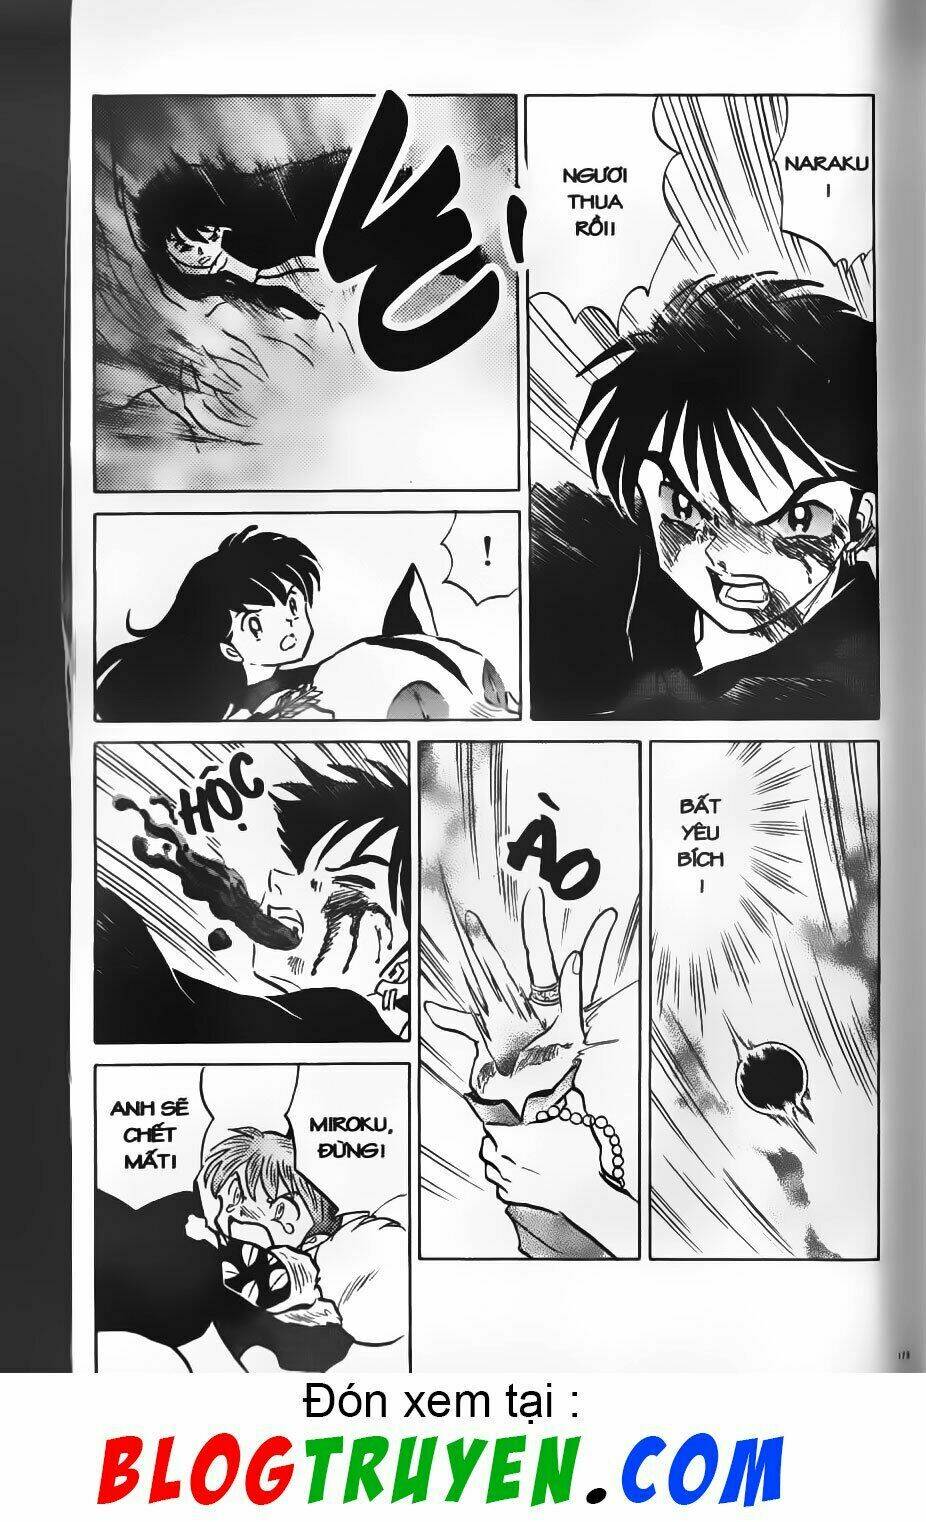 NARAKU
!
NGƯƠI
THUA
RỒI!
VÈ
!
BẤT
YÊU
BÍCH
!
ÀO
HỘC
MIROKU,
ĐỪNG!
ANH SẼ
CHẾT
MẤT!
Đón xem tại :
BLOGTRUYEN.COM